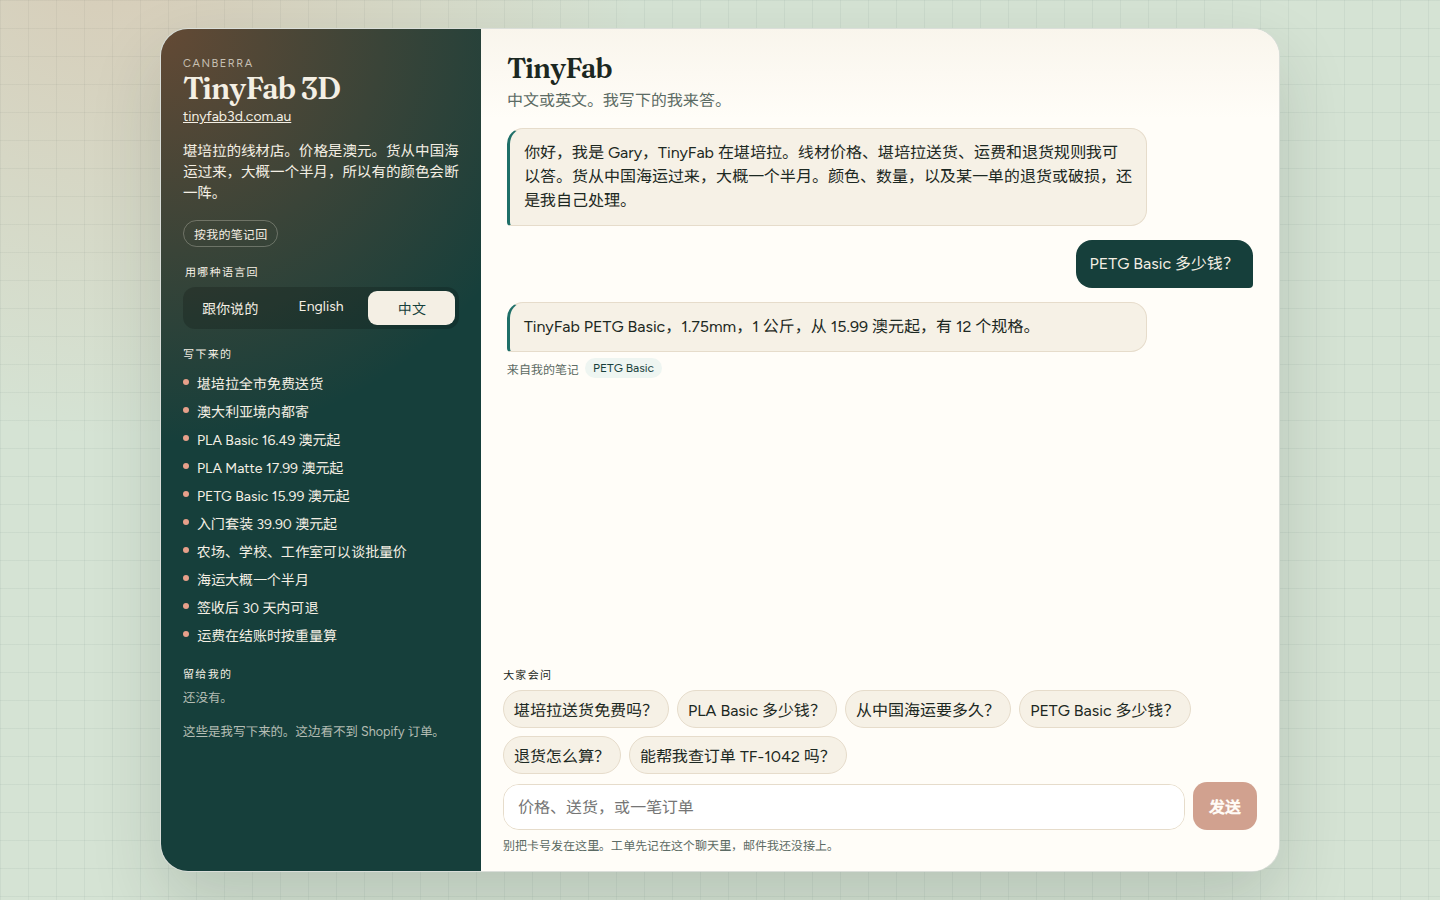 CANBERRA
TinyFab 3D
tinyfab3d.com.au
堪培拉的线材店。价格是澳元。货从中国海
运过来，大概一个半月，所以有的颜色会断
一阵。
按我的笔记回
用哪种语言回
跟你说的
English
中文
写下来的
堪培拉全市免费送货
澳大利亚境内都寄
PLA Basic 16.49 澳元起
PLA Matte 17.99 澳元起
PETG Basic 15.99 澳元起
入门套装 39.90 澳元起
农场、学校、工作室可以谈批量价
海运大概一个半月
签收后 30 天内可退
运费在结账时按重量算
留给我的
还没有。
这些是我写下来的。这边看不到 Shopify 订单。
TinyFab
中文或英文。我写下的我来答。
你好，我是 Gary，TinyFab 在堪培拉。线材价格、堪培拉送货、运费和退货规则我可
以答。货从中国海运过来，大概一个半月。颜色、数量，以及某一单的退货或破损，还
是我自己处理。
PETG Basic 多少钱？
TinyFab PETG Basic，1.75mm，1 公斤，从 15.99 澳元起，有 12 个规格。
来自我的笔记
PETG Basic
大家会问
堪培拉送货免费吗？
PLA Basic 多少钱？
从中国海运要多久？
PETG Basic 多少钱？
退货怎么算？
能帮我查订单 TF-1042 吗？
价格、送货，或一笔订单
发送
别把卡号发在这里。工单先记在这个聊天里，邮件我还没接上。